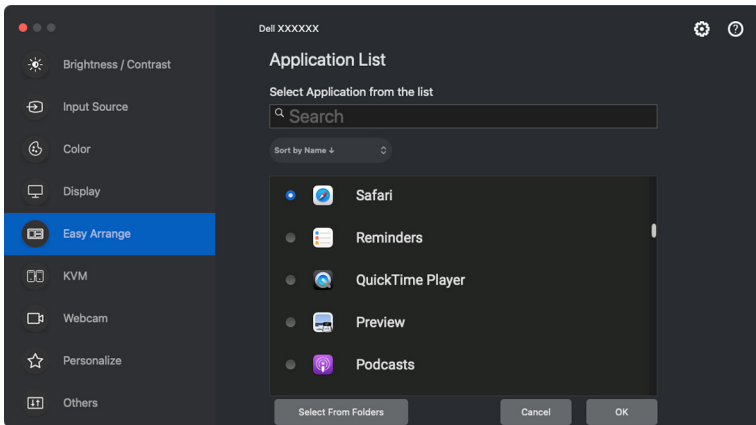 Dell XXXXXX
Brightness / Contrast
Input Source
Color
Display
Easy Arrange
KVM
Webcam
Personalize
Others
Application List
Select Application from the list
Search
Sort by Name ↓
Safari
Reminders
QuickTime Player
Preview
Podcasts
Select From Folders
Cancel
OK